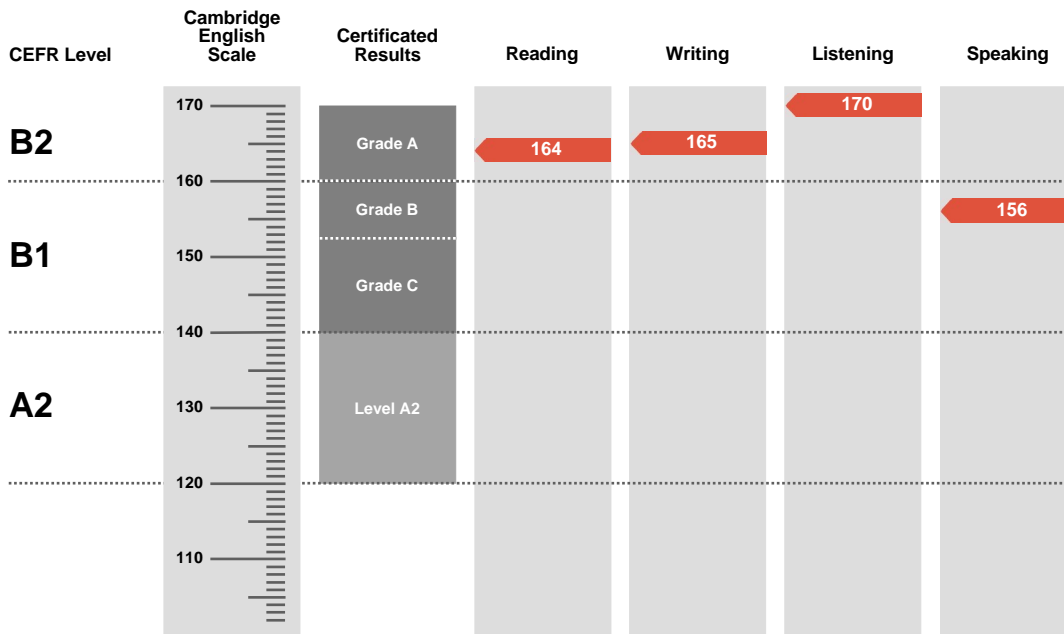 CEFR Level
Cambridge
English
Scale
Certificated
Results
Reading
Writing
Listening
Speaking
170
170
B2
Grade A
164
165
160
Grade B
156
B1
150
Grade C
140
A2
130
Level A2
120
110